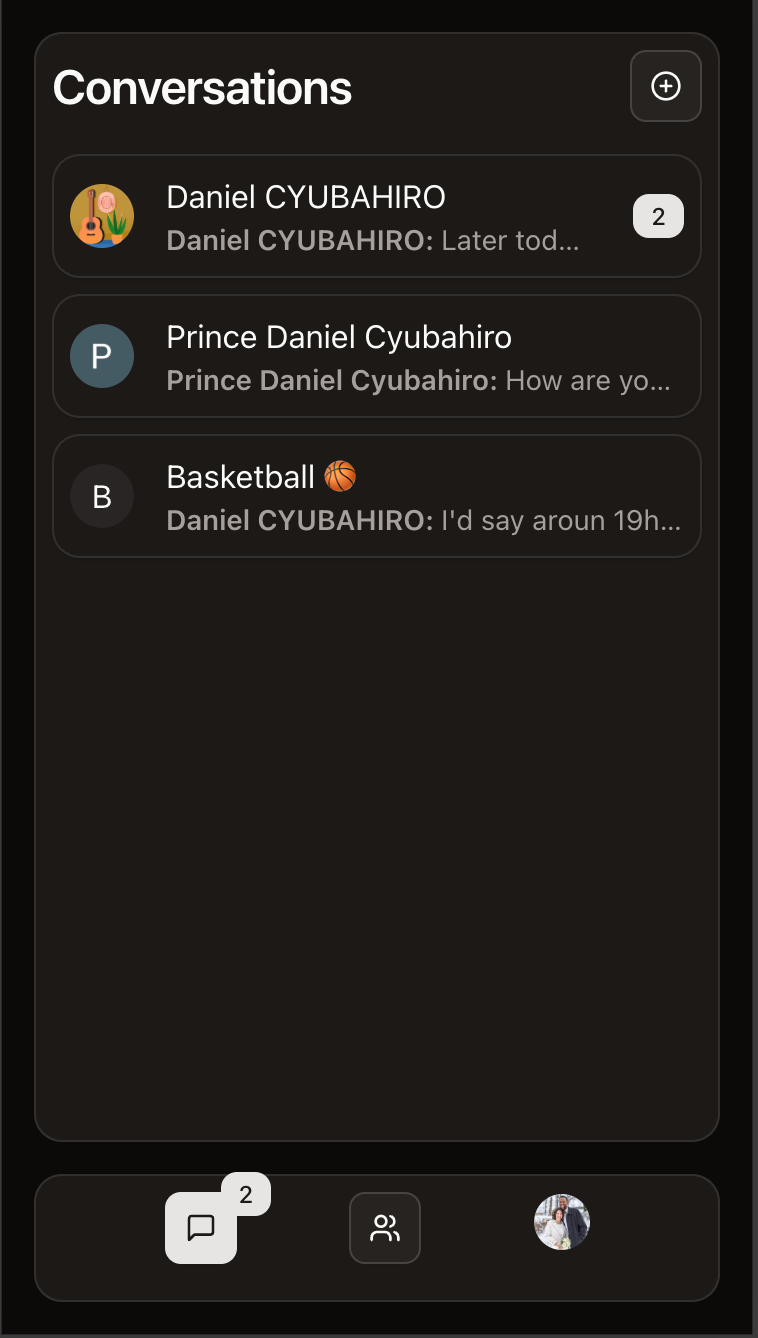 Conversations
Daniel CYUBAHIRO
Daniel CYUBAHIRO: Later tod...
2
P
Prince Daniel Cyubahiro
Prince Daniel Cyubahiro: How are yo...
B
Basketball 🏀
Daniel CYUBAHIRO: I'd say aroun 19h...
2